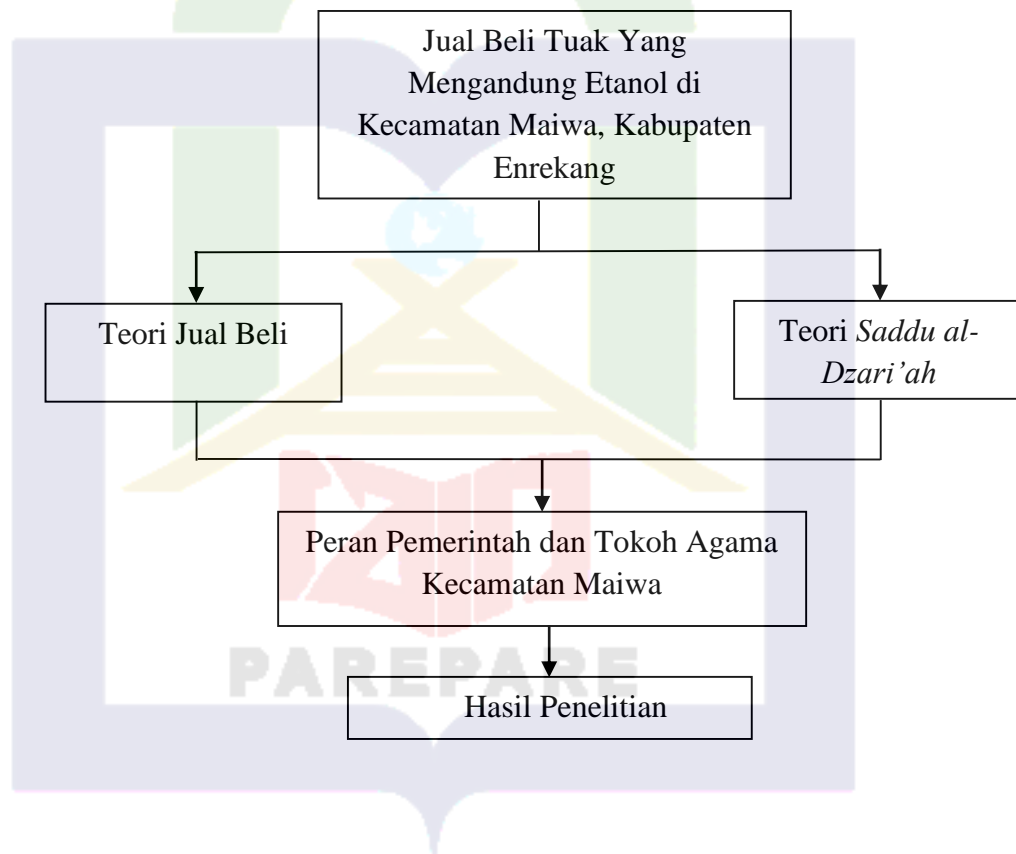 Jual Beli Tuak Yang
Mengandung Etanol di
Kecamatan Maiwa, Kabupaten
Enrekang
Teori Jual Beli
Teori Saddu al-
Dzari’ah
Peran Pemerintah dan Tokoh Agama
Kecamatan Maiwa
PAREPARE
Hasil Penelitian